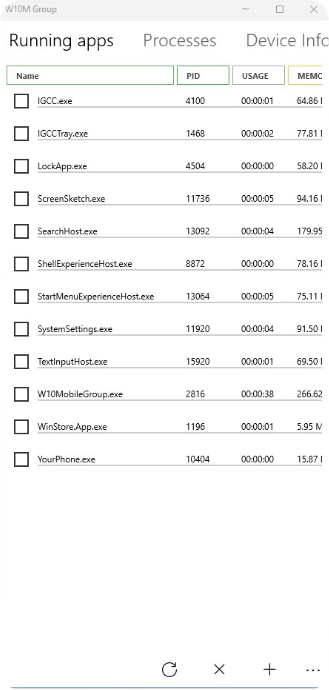 W10M Group
Running apps Processes Device Info
Name PID USAGE MEMO
IGCC.exe 4100 00:00:01 64.86
IGCCTray.exe 1468 00:00:02 77.81
LockApp.exe 4504 00:00:00 58.20
ScreenSketch.exe 11736 00:00:05 94.16
SearchHost.exe 13092 00:00:04 179.95
ShellExperienceHost.exe 8872 00:00:00 78.16
StartMenuExperienceHost.exe 13064 00:00:05 75.11
SystemSettings.exe 11920 00:00:04 91.50
TextInputHost.exe 15920 00:00:01 69.50
W10MobileGroup.exe 2816 00:00:38 266.62
WinStore.App.exe 1196 00:00:01 5.95 M
YourPhone.exe 10404 00:00:00 15.87